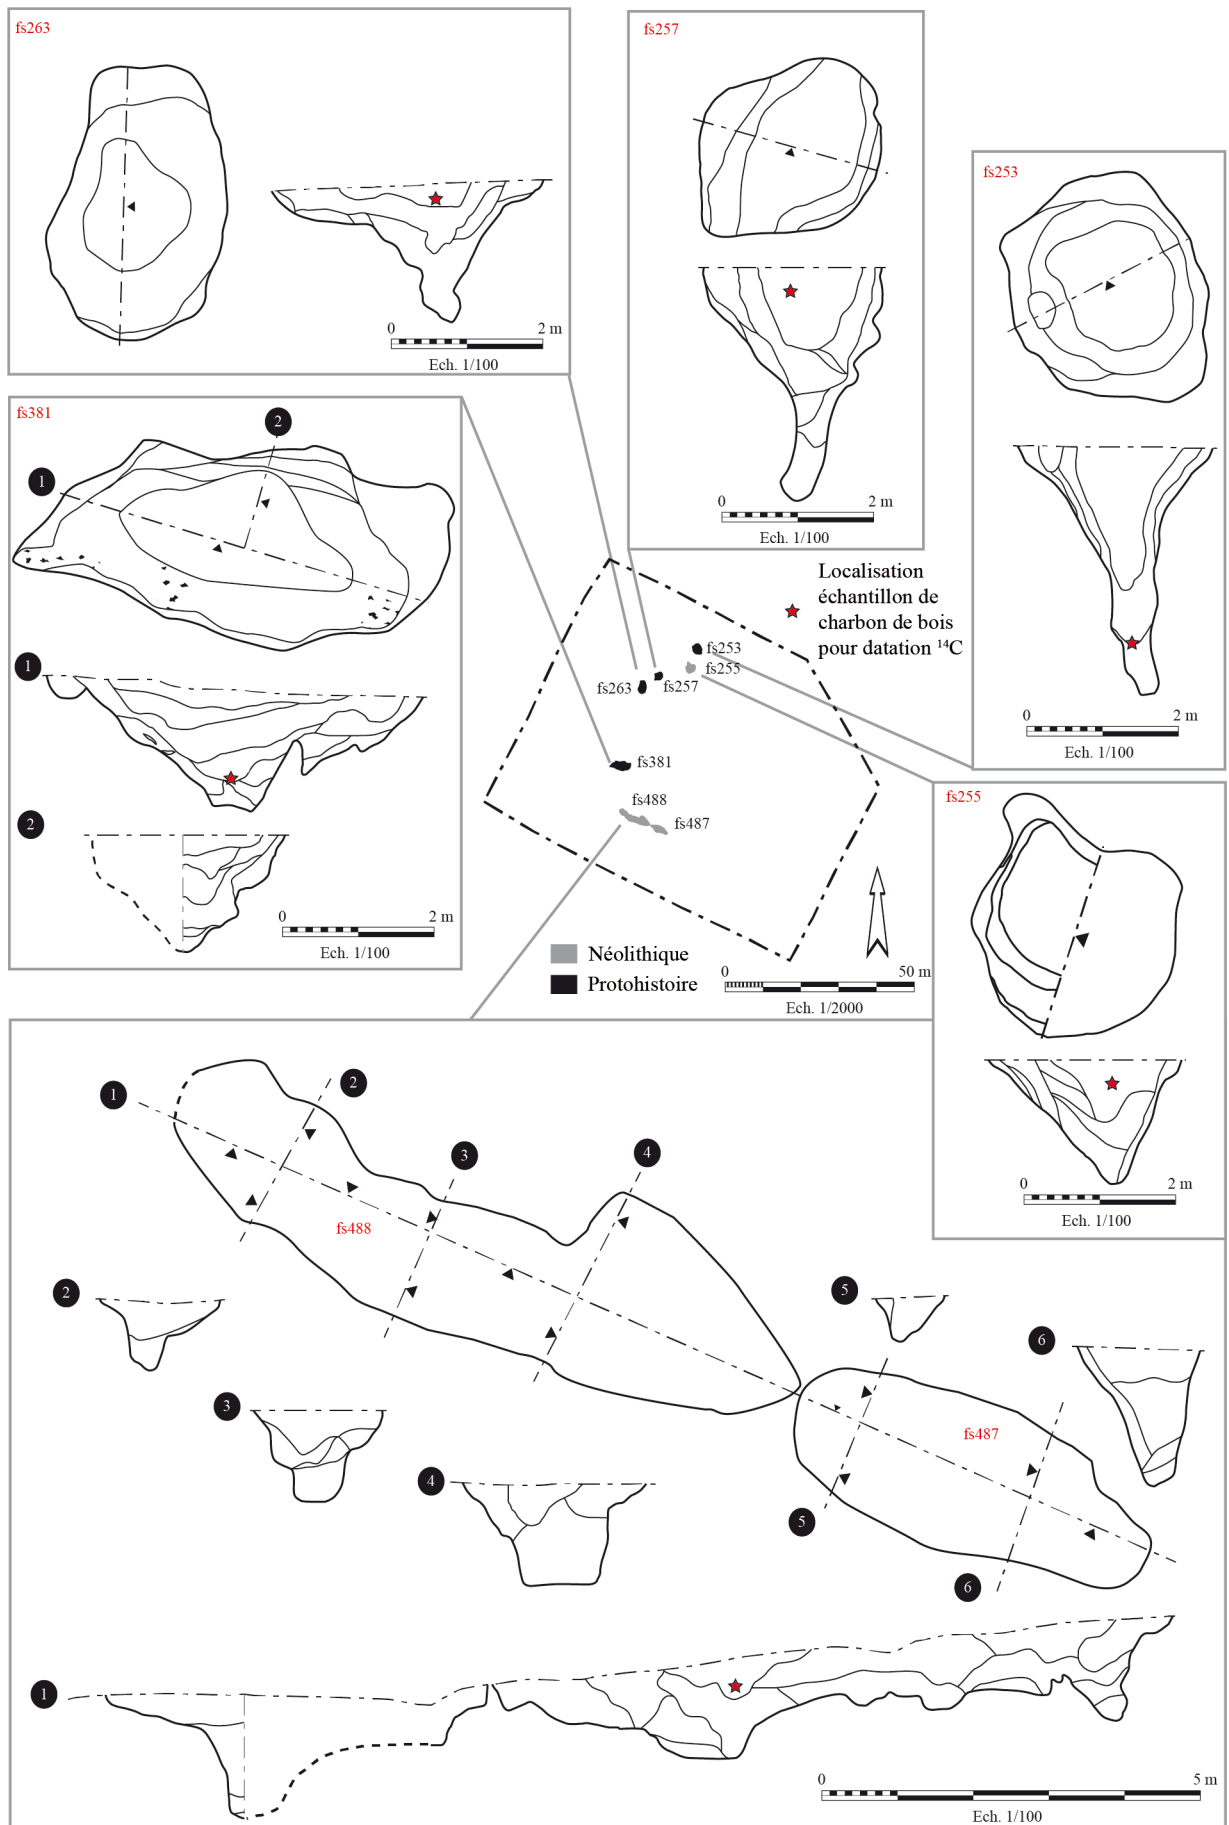 fs263
0 2 m
Ech. 1/100
fs257
0 2 m
Ech. 1/100
fs253
0 2 m
Ech. 1/100
fs381
2
1
1
2
0 2 m
Ech. 1/100
Localisation
échantillon de
charbon de bois
pour datation ¹⁴C
fs253
fs255
fs263
fs257
fs381
fs488
fs487
Néolithique
Protohistoire
0 50 m
Ech. 1/2000
fs255
0 2 m
Ech. 1/100
1
2
3
4
fs488
2
5
6
3
fs487
4
5
6
1
0 5 m
Ech. 1/100